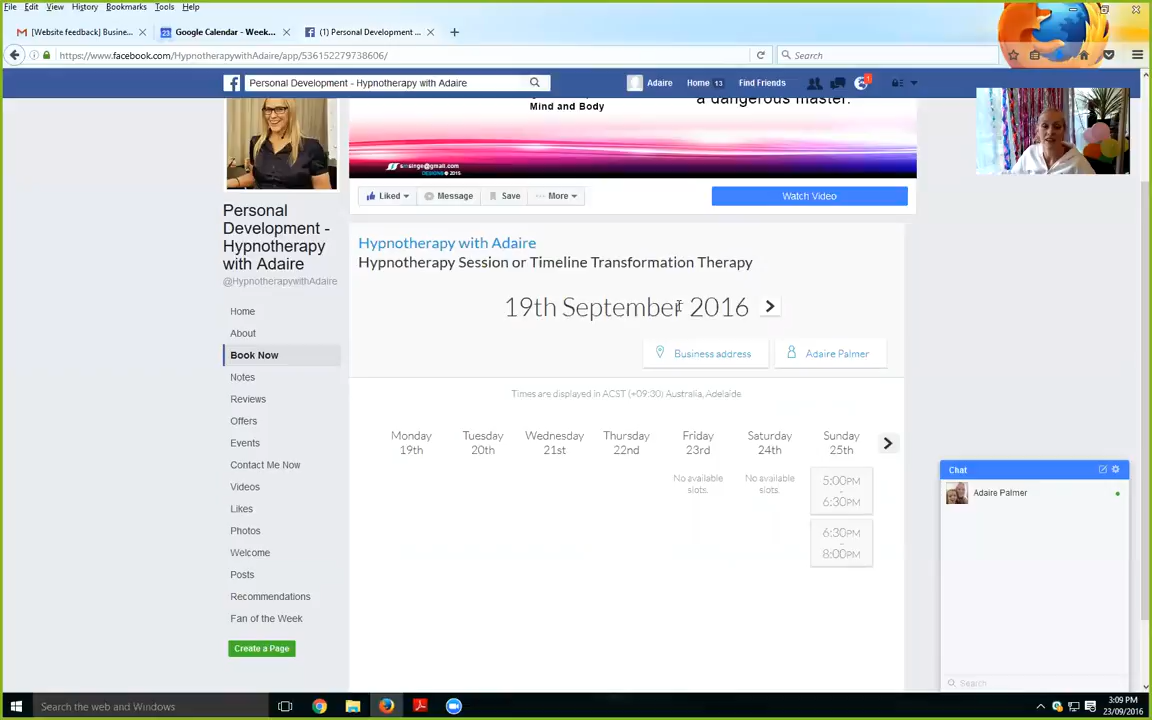 File Edit View History Bookmarks Tools Help
[Website feedback] Busine...
Google Calendar - Week...
(1) Personal Development ...
https://www.facebook.com/HypnotherapywithAdaire/app/536152279738606/
Search
Personal Development - Hypnotherapy with Adaire
Adaire
Home 13
Find Friends
Mind and Body
a dangerous master.
DESIGNS © 2015
Liked
Message
Save
More
Watch Video
Personal
Development -
Hypnotherapy
with Adaire
@HypnotherapywithAdaire
Home
About
Book Now
Notes
Reviews
Offers
Events
Contact Me Now
Videos
Likes
Photos
Welcome
Posts
Recommendations
Fan of the Week
Create a Page
Hypnotherapy with Adaire
Hypnotherapy Session or Timeline Transformation Therapy
19th September 2016
Business address
Adaire Palmer
Times are displayed in ACST (+09:30) Australia, Adelaide
Monday Tuesday Wednesday Thursday Friday Saturday Sunday
19th 20th 21st 22nd 23rd 24th 25th
No available slots.
No available slots.
5:00PM
-
6:30PM
6:30PM
-
8:00PM
Chat
Adaire Palmer
Search
Search the web and Windows
3:09 PM
23/09/2016